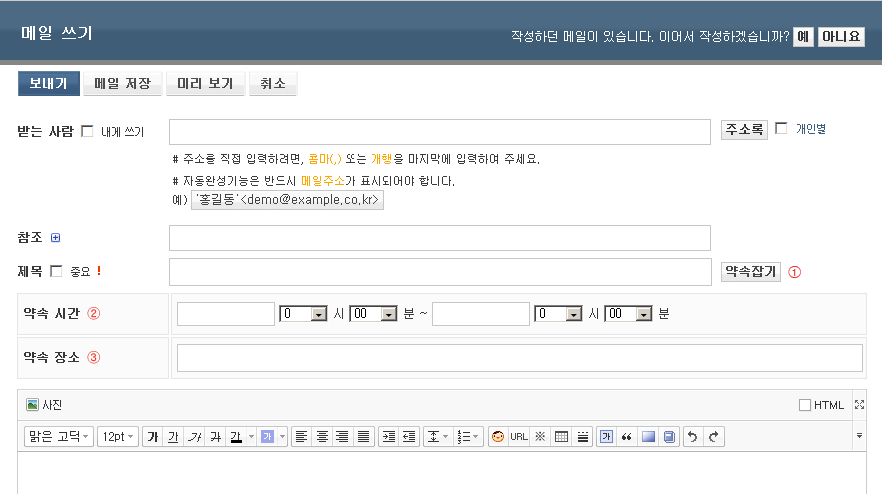 메일 쓰기
작성하던 메일이 있습니다. 이어서 작성하겠습니까? 예 아니요
보내기 메일 저장 미리 보기 취소
받는 사람 내게 쓰기 주소록 개인별
# 주소를 직접 입력하려면, 콤마(,) 또는 개행을 마지막에 입력하여 주세요.
# 자동완성기능은 반드시 메일주소가 표시되어야 합니다.
예) '홍길동'<demo@example.co.kr>
참조
제목 중요 ! 약속잡기 ①
약속 시간 ② 0 시 00 분 ~ 0 시 00 분
약속 장소 ③
사진 HTML
맑은 고딕 12pt 가 가 가 가 가 가 URL ※ 가